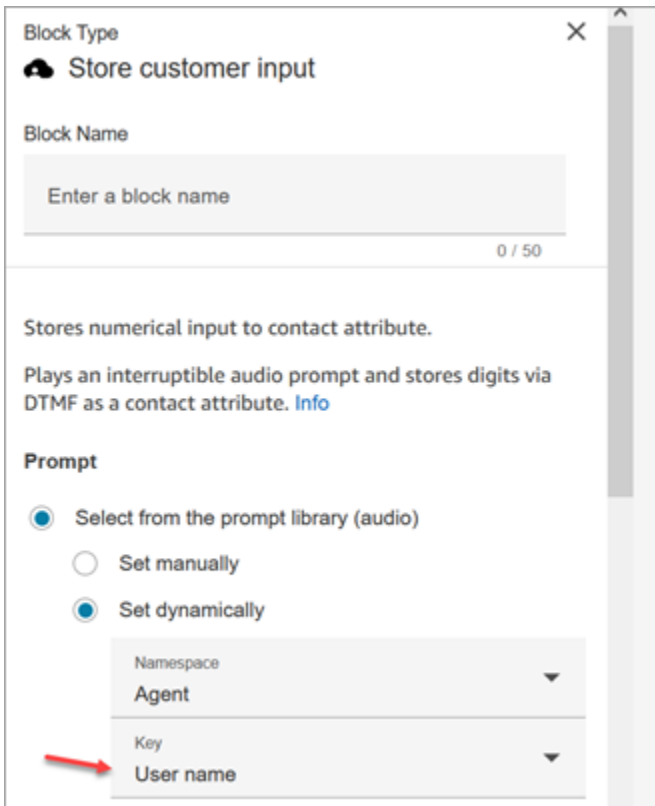 Block Type
Store customer input
Block Name
Enter a block name
0 / 50
Stores numerical input to contact attribute.
Plays an interruptible audio prompt and stores digits via
DTMF as a contact attribute. Info
Prompt
Select from the prompt library (audio)
Set manually
Set dynamically
Namespace
Agent
Key
User name